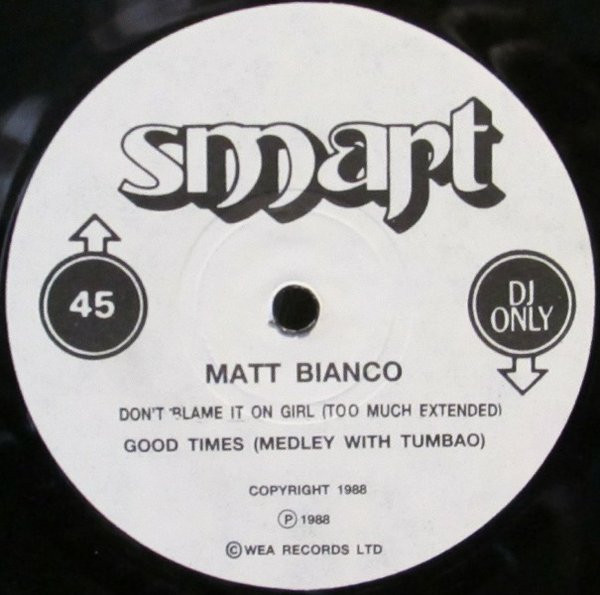 smart
45
DJ
ONLY
MATT BIANCO
DON'T BLAME IT ON GIRL (TOO MUCH EXTENDED)
GOOD TIMES (MEDLEY WITH TUMBAO)
COPYRIGHT 1988
Ⓟ 1988
© WEA RECORDS LTD